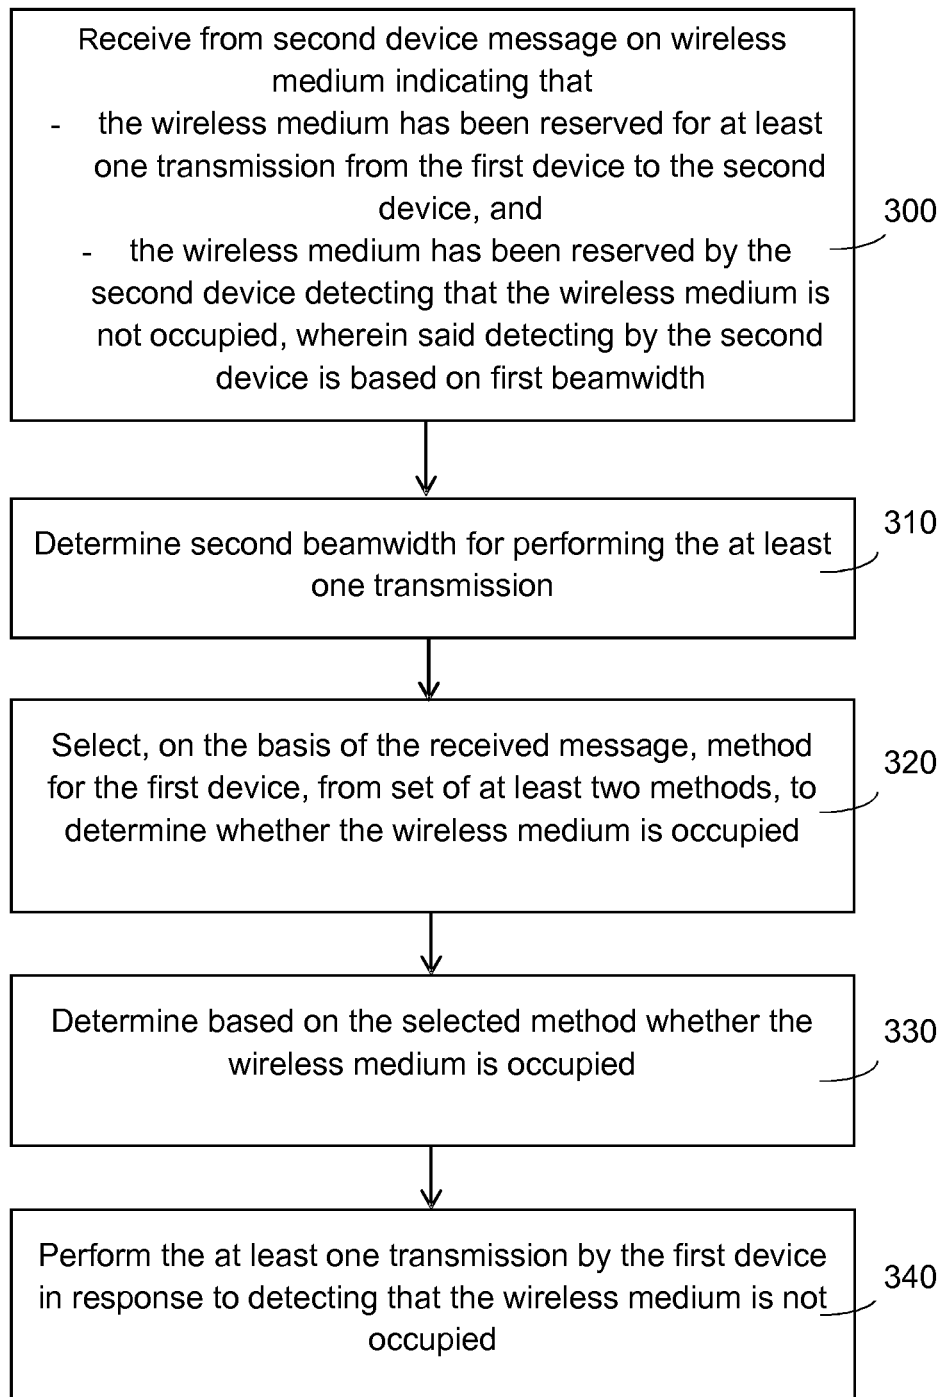 Receive from second device message on wireless
medium indicating that
- the wireless medium has been reserved for at least
one transmission from the first device to the second
device, and
- the wireless medium has been reserved by the
second device detecting that the wireless medium is
not occupied, wherein said detecting by the second
device is based on first beamwidth
300
Determine second beamwidth for performing the at least
one transmission
310
Select, on the basis of the received message, method
for the first device, from set of at least two methods, to
determine whether the wireless medium is occupied
320
Determine based on the selected method whether the
wireless medium is occupied
330
Perform the at least one transmission by the first device
in response to detecting that the wireless medium is not
occupied
340